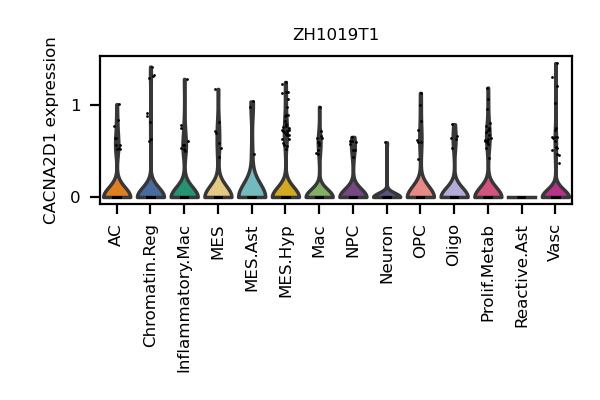 ZH1019T1
CACNA2D1 expression
1
0
AC
Chromatin.Reg
Inflammatory.Mac
MES
MES.Ast
MES.Hyp
Mac
NPC
Neuron
OPC
Oligo
Prolif.Metab
Reactive.Ast
Vasc